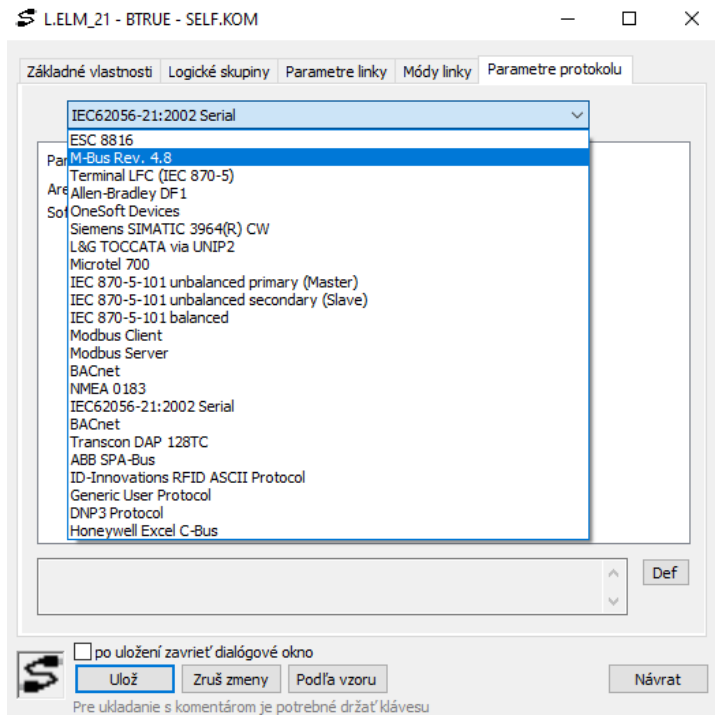 L.ELM_21 - BTRUE - SELF.KOM
Základné vlastnosti Logické skupiny Parametre linky Módy linky Parametre protokolu
IEC62056-21:2002 Serial
ESC 8816
Par M-Bus Rev. 4.8
Terminal LFC (IEC 870-5)
Are Allen-Bradley DF1
Sof OneSoft Devices
Siemens SIMATIC 3964(R) CW
L&G TOCCATA via UNIP2
Microtel 700
IEC 870-5-101 unbalanced primary (Master)
IEC 870-5-101 unbalanced secondary (Slave)
IEC 870-5-101 balanced
Modbus Client
Modbus Server
BACnet
NMEA 0183
IEC62056-21:2002 Serial
BACnet
Transcon DAP 128TC
ABB SPA-Bus
ID-Innovations RFID ASCII Protocol
Generic User Protocol
DNP3 Protocol
Honeywell Excel C-Bus
Def
po uložení zavrieť dialógové okno
Ulož Zruš zmeny Podľa vzoru Návrat
Pre ukladanie s komentárom je potrebné držať klávesu